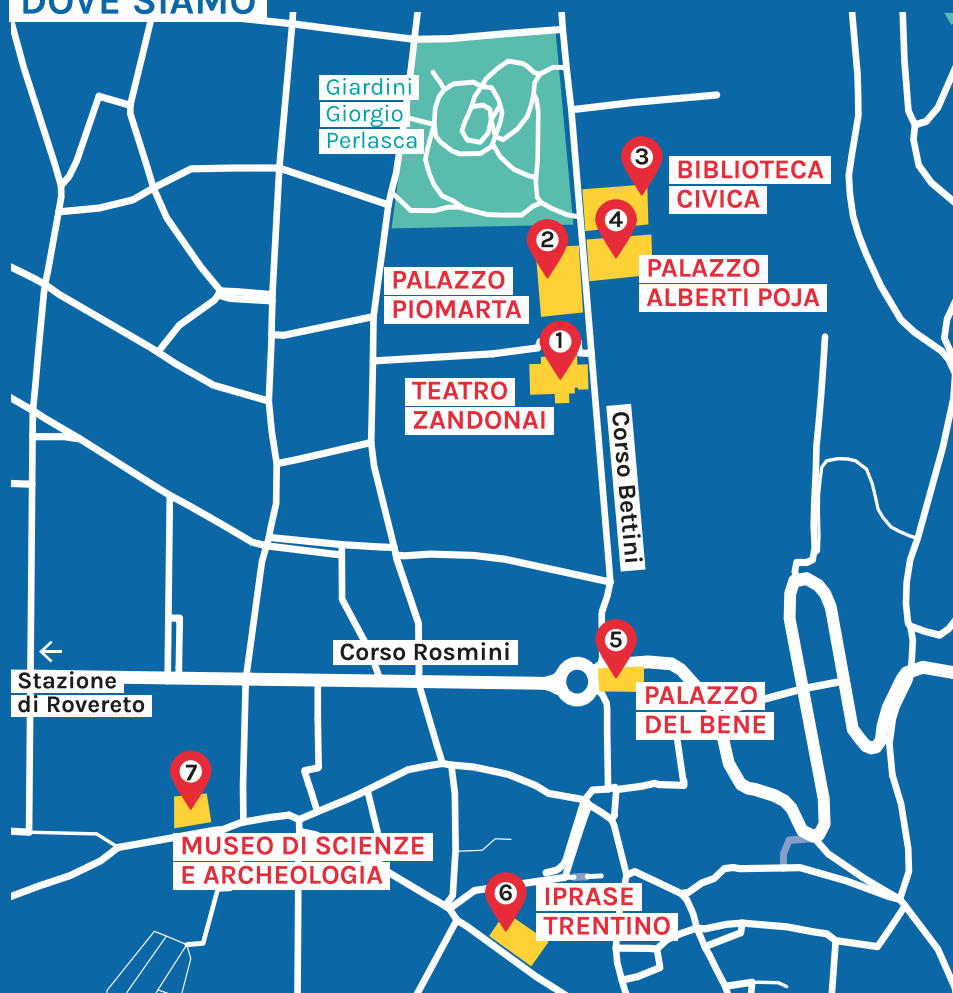 DOVE SIAMO
Giardini
Giorgio
Perlasca
3
BIBLIOTECA
CIVICA
4
PALAZZO
ALBERTI POJA
2
PALAZZO
PIOMARTA
1
TEATRO
ZANDONAI
Corso Bettini
5
PALAZZO
DEL BENE
Corso Rosmini
←
Stazione
di Rovereto
7
MUSEO DI SCIENZE
E ARCHEOLOGIA
6
IPRASE
TRENTINO